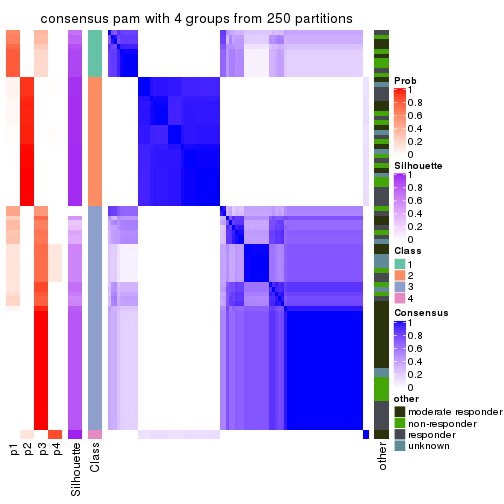 consensus pam with 4 groups from 250 partitions
Prob
1
0.8
0.6
0.4
0.2
0
Silhouette
1
0.8
0.6
0.4
0.2
0
Class
1
2
3
4
Consensus
1
0.8
0.6
0.4
0.2
0
other
moderate responder
non-responder
responder
unknown
p1
p2
p3
p4
Silhouette
Class
other